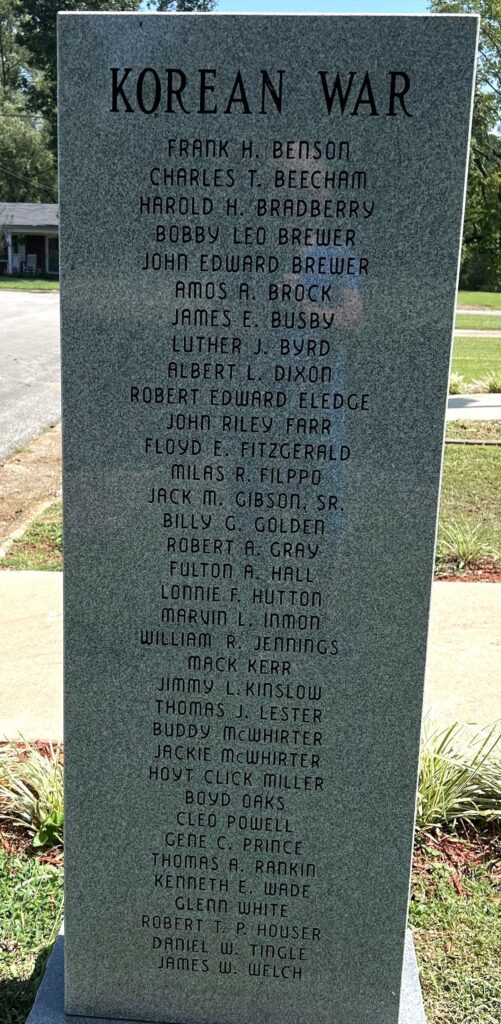 KOREAN WAR
FRANK H. BENSON
CHARLES T. BEECHAM
HAROLD H. BRADBERRY
BOBBY LEO BREWER
JOHN EDWARD BREWER
AMOS A. BROCK
JAMES E. BUSBY
LUTHER J. BYRD
ALBERT L. DIXON
ROBERT EDWARD ELEDGE
JOHN RILEY FARR
FLOYD E. FITZGERALD
MILAS R. FILPPO
JACK M. GIBSON, SR.
BILLY G. GOLDEN
ROBERT A. GRAY
FULTON A. HALL
LONNIE F. HUTTON
MARVIN L. INMON
WILLIAM R. JENNINGS
MACK KERR
JIMMY L. KINSLOW
THOMAS J. LESTER
BUDDY McWHIRTER
JACKIE McWHIRTER
HOYT CLICK MILLER
BOYD OAKS
CLEO POWELL
GENE C. PRINCE
THOMAS A. RANKIN
KENNETH E. WADE
GLENN WHITE
ROBERT T. P. HOUSER
DANIEL W. TINGLE
JAMES W. WELCH